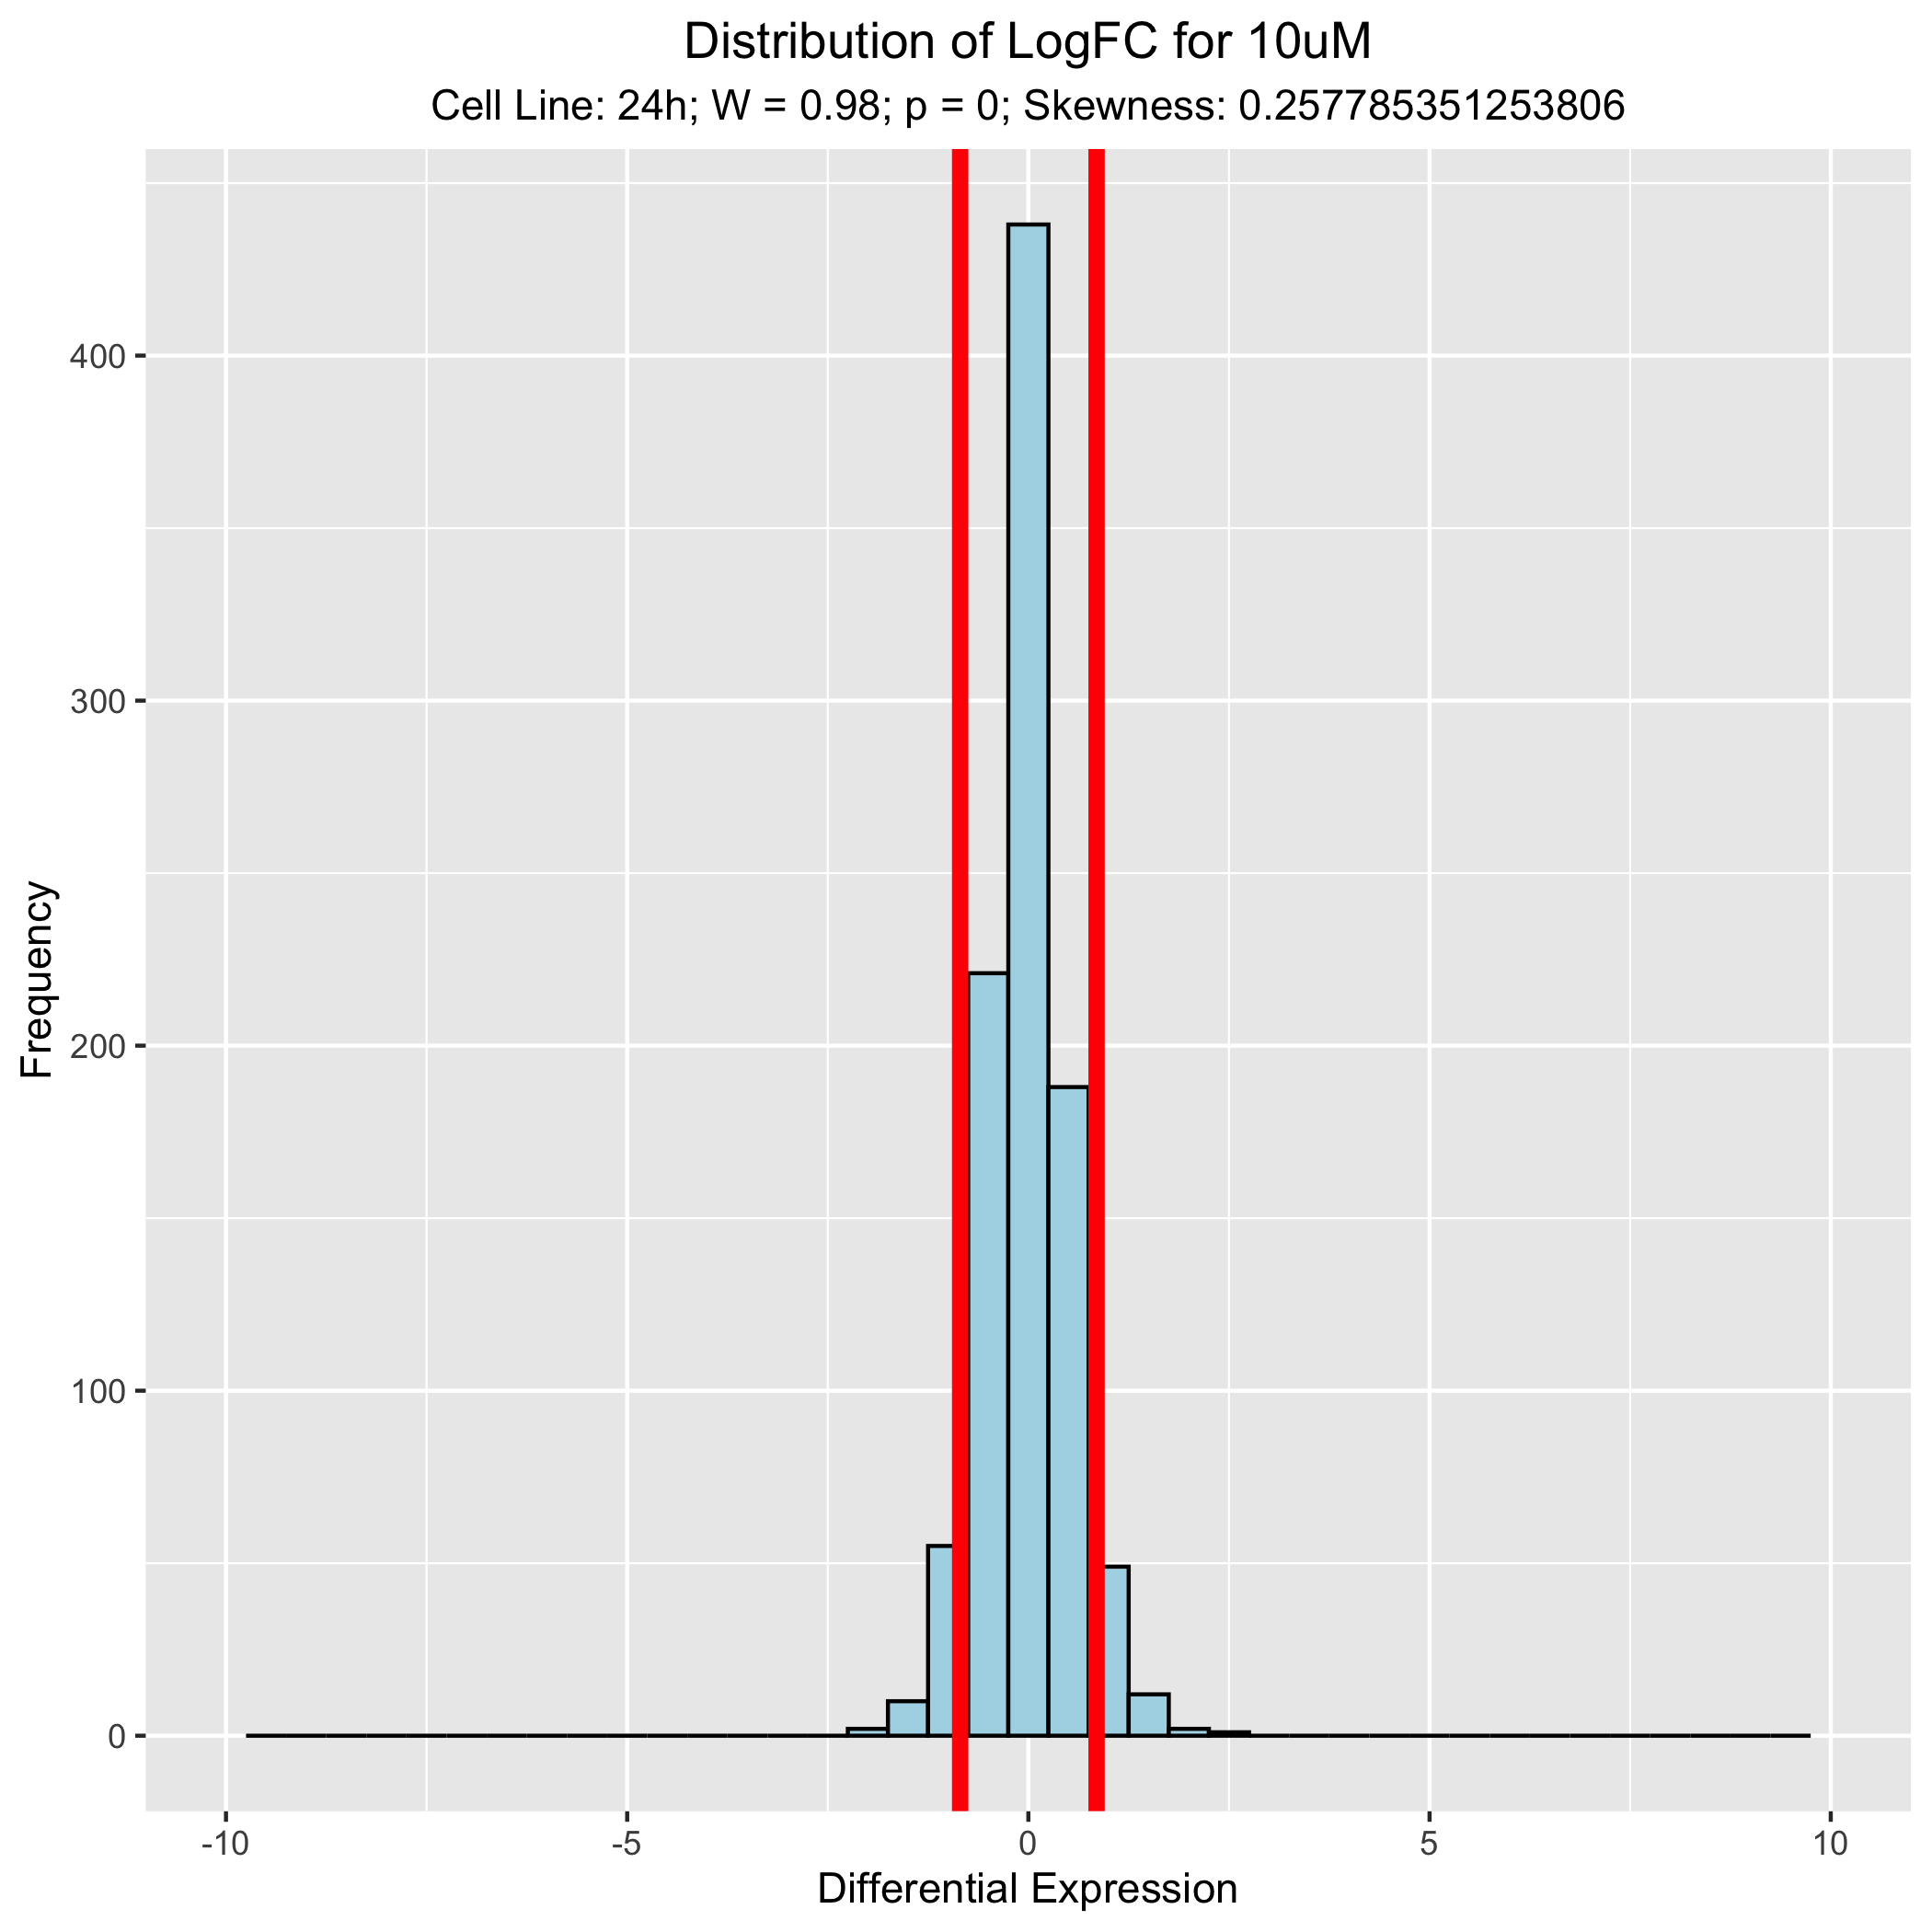 Distribution of LogFC for 10uM
Cell Line: 24h; W = 0.98; p = 0; Skewness: 0.257785351253806
Frequency
400
300
200
100
0
-10
-5
0
5
10
Differential Expression